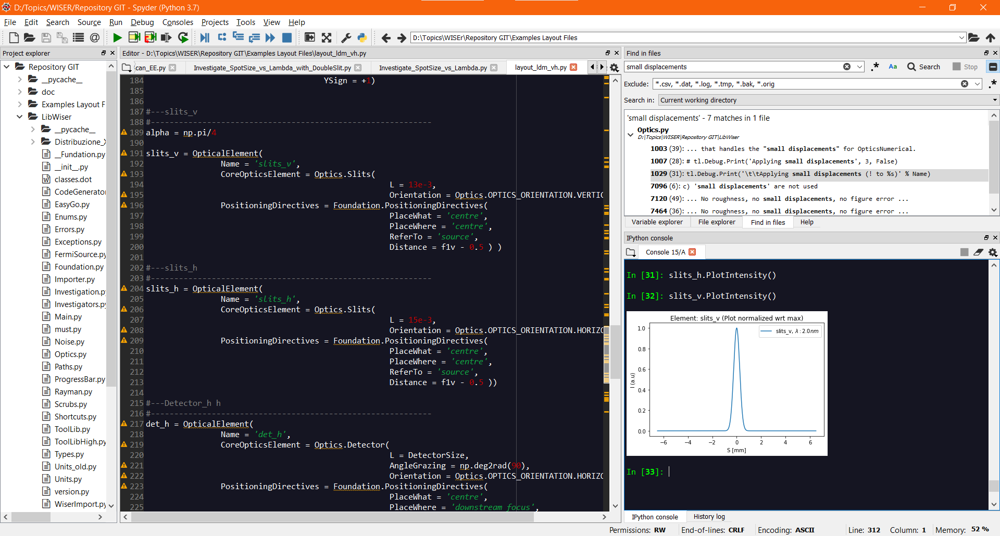 D:/Topics/WISER/Repository GIT - Spyder (Python 3.7)
File Edit Search Source Run Debug Consoles Projects Tools View Help
D:\Topics\WISEr\Repository GIT\Examples Layout Files
Project explorer
Repository GIT
__pycache__
doc
Examples Layout F
LibWiser
__pycache__
Distribuzione_X
__Fundation.py
__init__.py
classes.dot
CodeGenerator
EasyGo.py
Enums.py
Errors.py
Exceptions.py
FermiSource.py
Foundation.py
Importer.py
Investigation.p
Investigators.py
Main.py
must.py
Noise.py
Optics.py
Paths.py
ProgressBar.py
Rayman.py
Scrubs.py
Shortcuts.py
ToolLib.py
ToolLibHigh.py
Types.py
Units_old.py
Units.py
version.py
WiserImport.py
Editor - D:\Topics\WISER\Repository GIT\Examples Layout Files\layout_ldm_vh.py
can_EE.py Investigate_SpotSize_vs_Lambda_with_DoubleSlit.py Investigate_SpotSize_vs_Lambda.py layout_ldm_vh.py
184 YSign = +1)
185
186
187 #---slits_v
188 #------------------------------------------------------------
189 alpha = np.pi/4
190
191 slits_v = OpticalElement(
192 Name = 'slits_v',
193 CoreOpticsElement = Optics.Slits(
194 L = 13e-3,
195 Orientation = Optics.OPTICS_ORIENTATION.VERTIC
196 PositioningDirectives = Foundation.PositioningDirectives(
197 PlaceWhat = 'centre',
198 PlaceWhere = 'centre',
199 ReferTo = 'source',
200 Distance = f1v - 0.5 ) )
201
202 #---slits_h
203 #------------------------------------------------------------
204 slits_h = OpticalElement(
205 Name = 'slits_h',
206 CoreOpticsElement = Optics.Slits(
207 L = 15e-3,
208 Orientation = Optics.OPTICS_ORIENTATION.HORIZO
209 PositioningDirectives = Foundation.PositioningDirectives(
210 PlaceWhat = 'centre',
211 PlaceWhere = 'centre',
212 ReferTo = 'source',
213 Distance = f1v - 0.5 ))
214
215 #---Detector_h h
216 #------------------------------------------------------------
217 det_h = OpticalElement(
218 Name = 'det_h',
219 CoreOpticsElement = Optics.Detector(
220 L = DetectorSize,
221 AngleGrazing = np.deg2rad(90),
222 Orientation = Optics.OPTICS_ORIENTATION.HORIZO
223 PositioningDirectives = Foundation.PositioningDirectives(
224 PlaceWhat = 'centre',
225 PlaceWhere = 'downstream focus',
Find in files
small displacements .* Aa Search Stop
Exclude: *.csv, *.dat, *.log, *.tmp, *.bak, *.orig .*
Search in: Current working directory
'small displacements' - 7 matches in 1 file
Optics.py
D:\Topics\WISER\Repository GIT\LibWiser
1003 (39): ... that handles the "small displacements" for OpticsNumerical.
1007 (28): # tl.Debug.Print('Applying small displacements', 3, False)
1029 (31): tl.Debug.Print('\t\tApplying small displacements (! to %s)' % Name)
7096 (6): c) 'small displacements' are not used
7120 (49): ... No roughness, no small displacements, no figure error ...
7464 (36): ... No roughness, no small displacements, no figure error ...
Variable explorer File explorer Find in files Help
IPython console
Console 15/A
In [31]: slits_h.PlotIntensity()
In [32]: slits_v.PlotIntensity()
Element: slits_v (Plot normalized wrt max)
slits_v, λ : 2.0nm
1.0
0.8
0.6
0.4
0.2
0.0
I (a.u)
−6 −4 −2 0 2 4 6
S [mm]
In [33]:
IPython console History log
Permissions: RW End-of-lines: CRLF Encoding: ASCII Line: 312 Column: 1 Memory: 52 %